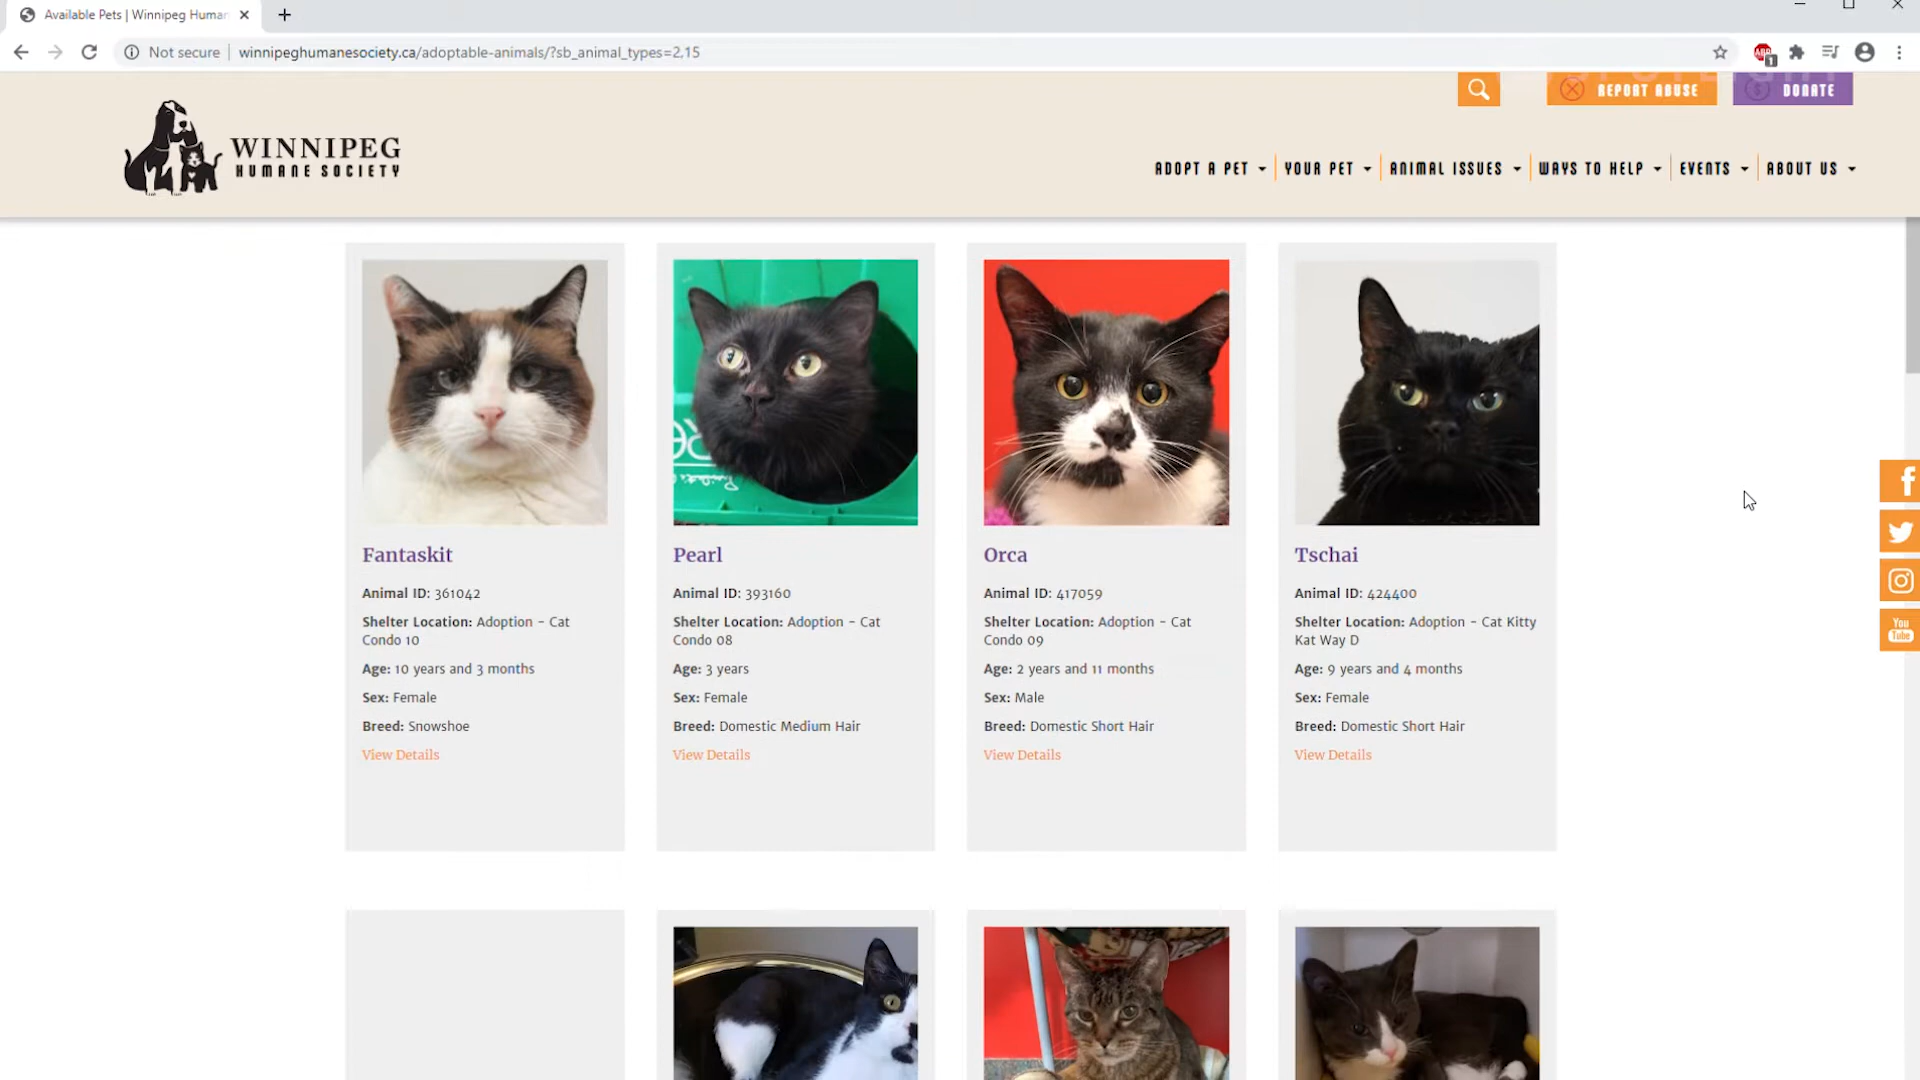 Available Pets | Winnipeg Human
Not secure
winnipeghumanesociety.ca/adoptable-animals/?sb_animal_types=2,15
ABP
1
REPORT ABUSE
DONATE
WINNIPEG
HUMANE SOCIETY
ADOPT A PET
YOUR PET
ANIMAL ISSUES
WAYS TO HELP
EVENTS
ABOUT US
Fantaskit
Animal ID: 361042
Shelter Location: Adoption - Cat
Condo 10
Age: 10 years and 3 months
Sex: Female
Breed: Snowshoe
View Details
Pearl
Animal ID: 393160
Shelter Location: Adoption - Cat
Condo 08
Age: 3 years
Sex: Female
Breed: Domestic Medium Hair
View Details
Orca
Animal ID: 417059
Shelter Location: Adoption - Cat
Condo 09
Age: 2 years and 11 months
Sex: Male
Breed: Domestic Short Hair
View Details
Tschai
Animal ID: 424400
Shelter Location: Adoption - Cat Kitty
Kat Way D
Age: 9 years and 4 months
Sex: Female
Breed: Domestic Short Hair
View Details
You
Tube